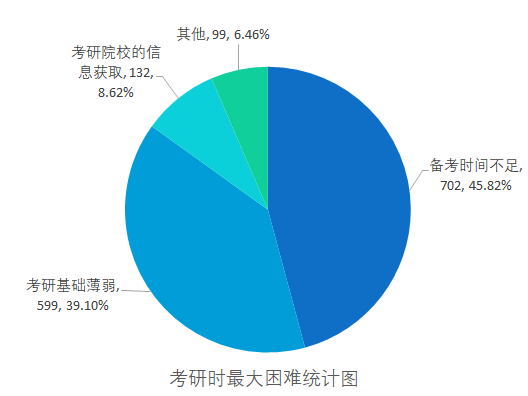 其他, 99, 6.46%
考研院校的信
息获取, 132,
8.62%
备考时间不足,
702, 45.82%
考研基础薄弱,
599, 39.10%
考研时最大困难统计图